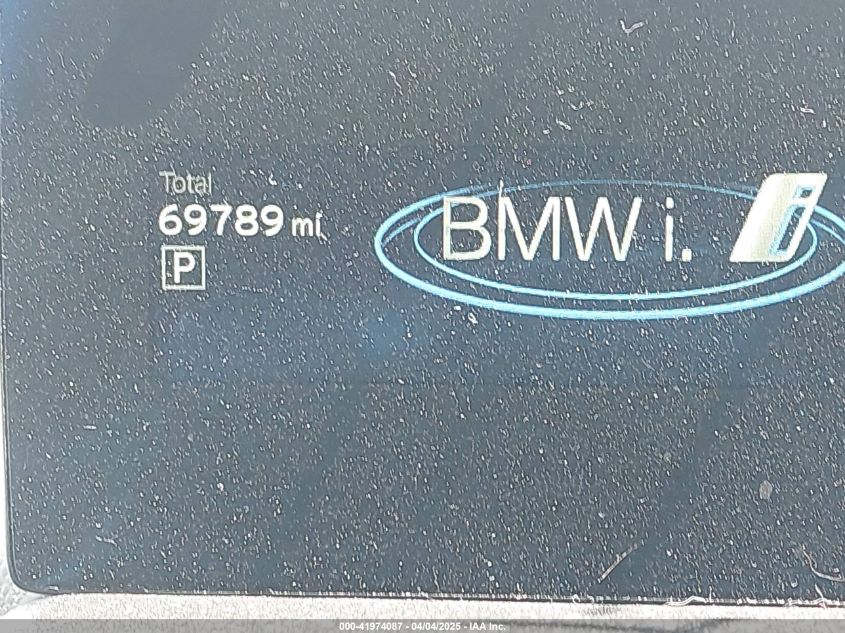 Total
69789 mi
P
BMW i.
i
000-41974087 - 04/04/2025 - IAA Inc.